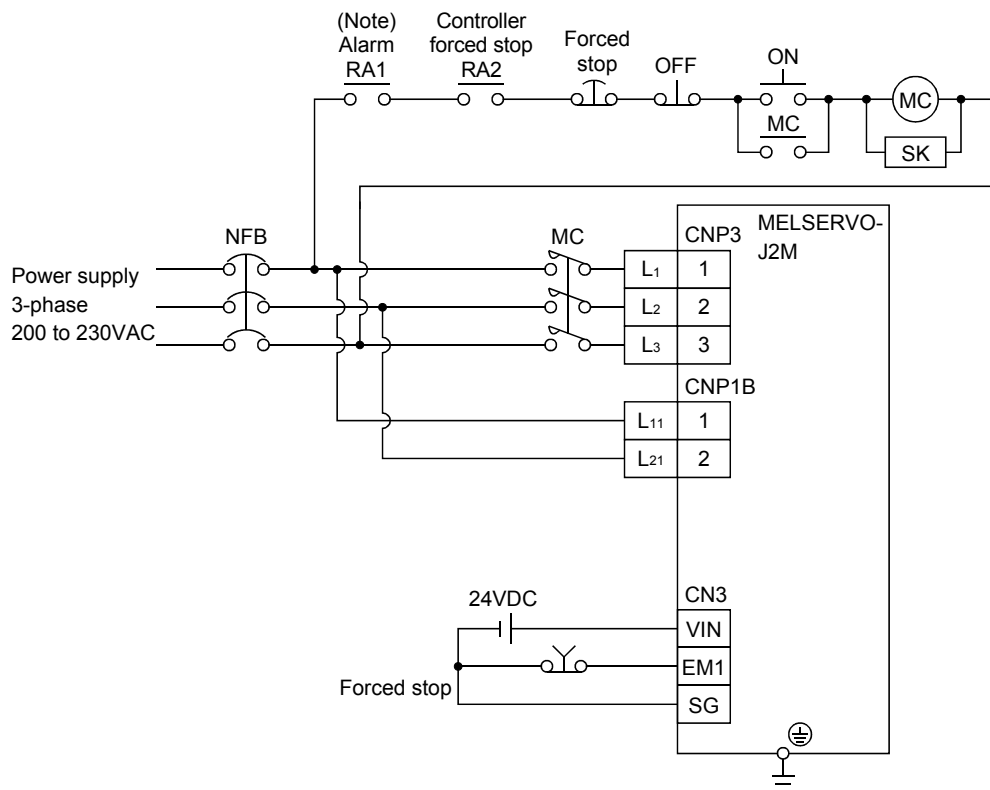 (Note)
Alarm
RA1
Controller
forced stop
RA2
Forced
stop
OFF
ON
MC
MC
SK
NFB
MC
CNP3
MELSERVO-
J2M
Power supply
3-phase
200 to 230VAC
L1 1
L2 2
L3 3
CNP1B
L11 1
L21 2
24VDC
CN3
VIN
EM1
SG
Forced stop